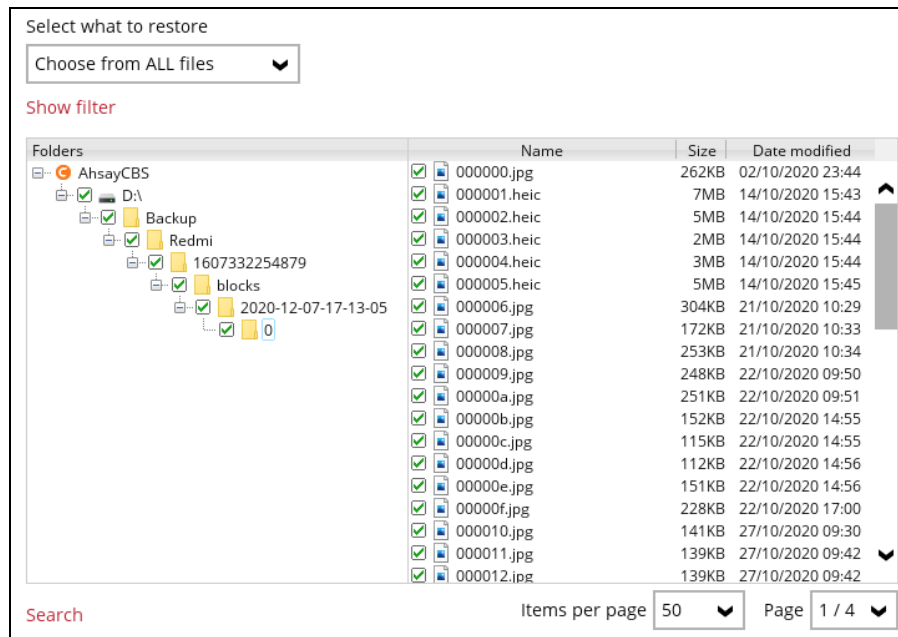 Select what to restore
Choose from ALL files
Show filter
Folders
AhsayCBS
D:\
Backup
Redmi
1607332254879
blocks
2020-12-07-17-13-05
0
Name Size Date modified
000000.jpg 262KB 02/10/2020 23:44
000001.heic 7MB 14/10/2020 15:43
000002.heic 5MB 14/10/2020 15:44
000003.heic 2MB 14/10/2020 15:44
000004.heic 3MB 14/10/2020 15:44
000005.heic 5MB 14/10/2020 15:45
000006.jpg 304KB 21/10/2020 10:29
000007.jpg 172KB 21/10/2020 10:33
000008.jpg 253KB 21/10/2020 10:34
000009.jpg 248KB 22/10/2020 09:50
00000a.jpg 251KB 22/10/2020 09:51
00000b.jpg 152KB 22/10/2020 14:55
00000c.jpg 115KB 22/10/2020 14:55
00000d.jpg 112KB 22/10/2020 14:56
00000e.jpg 151KB 22/10/2020 14:56
00000f.jpg 228KB 22/10/2020 17:00
000010.jpg 141KB 27/10/2020 09:30
000011.jpg 139KB 27/10/2020 09:42
000012.jpg 139KB 27/10/2020 09:42
Search
Items per page 50 Page 1 / 4